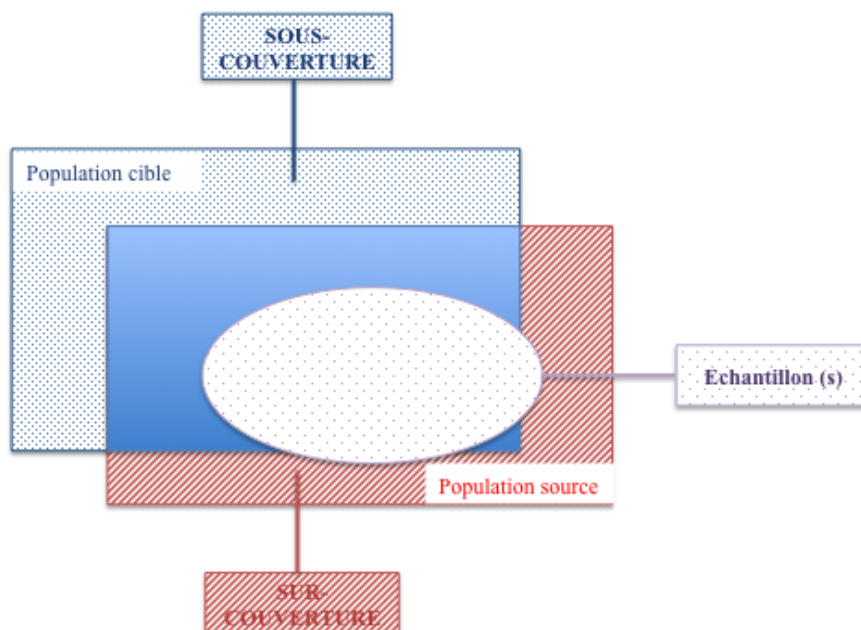 SOUS-
COUVERTURE
Population cible
Echantillon (s)
Population source
SUR-
COUVERTURE